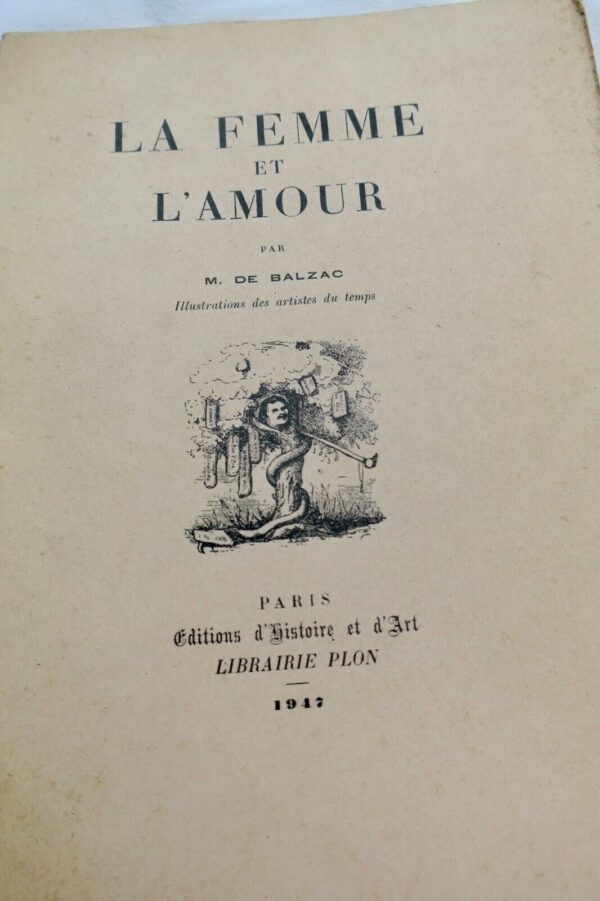 LA FEMME
ET
L'AMOUR
PAR
M. DE BALZAC
Illustrations des artistes du temps
PARIS
Editions d'Histoire et d'Art
LIBRAIRIE PLON
1947